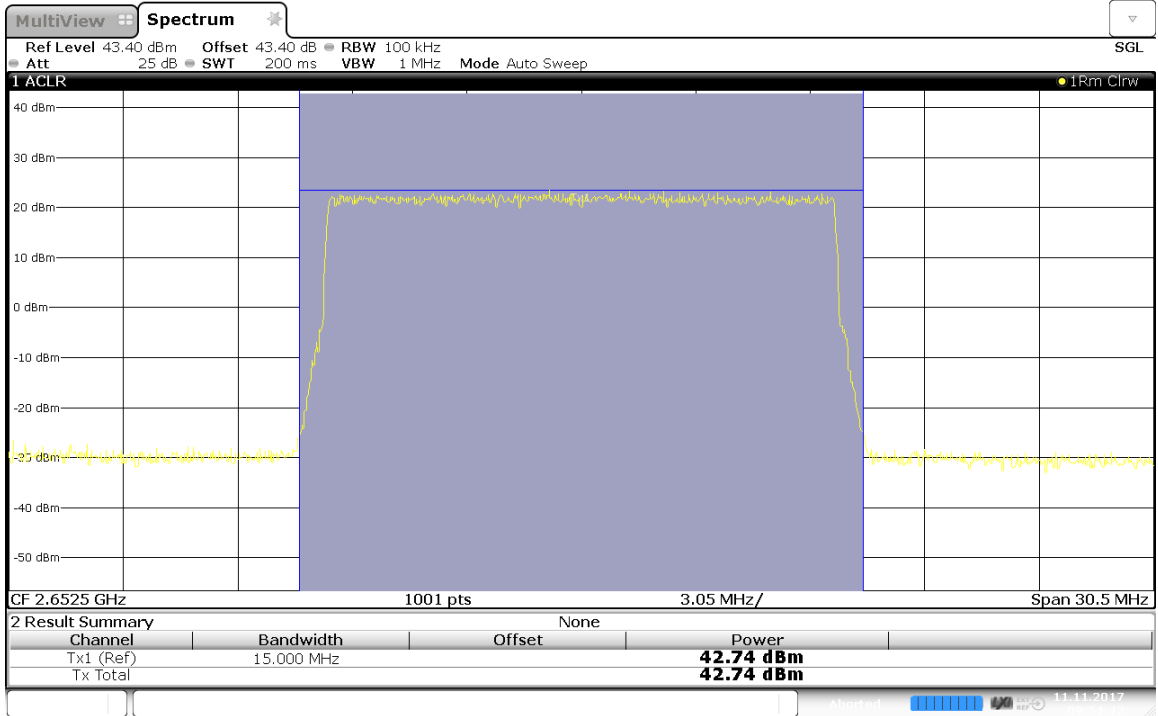 MultiView Spectrum
Ref Level 43.40 dBm Offset 43.40 dB RBW 100 kHz SGL
Att 25 dB SWT 200 ms VBW 1 MHz Mode Auto Sweep
1 ACLR 1Rm Clrw
40 dBm
30 dBm
20 dBm
10 dBm
0 dBm
-10 dBm
-20 dBm
-40 dBm
-50 dBm
CF 2.6525 GHz 1001 pts 3.05 MHz/ Span 30.5 MHz
2 Result Summary None
Channel Bandwidth Offset Power
Tx1 (Ref) 15.000 MHz 42.74 dBm
Tx Total 42.74 dBm
Aborted LXI EXT REF 11.11.2017